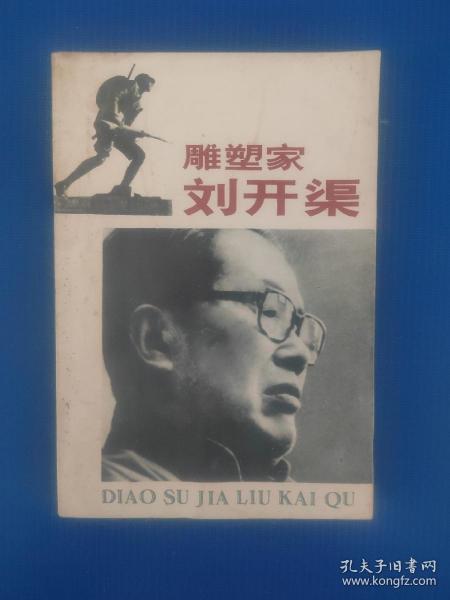 雕塑家
刘开渠
DIAO SU JIA LIU KAI QU
孔夫子旧书网
www.kongfz.com